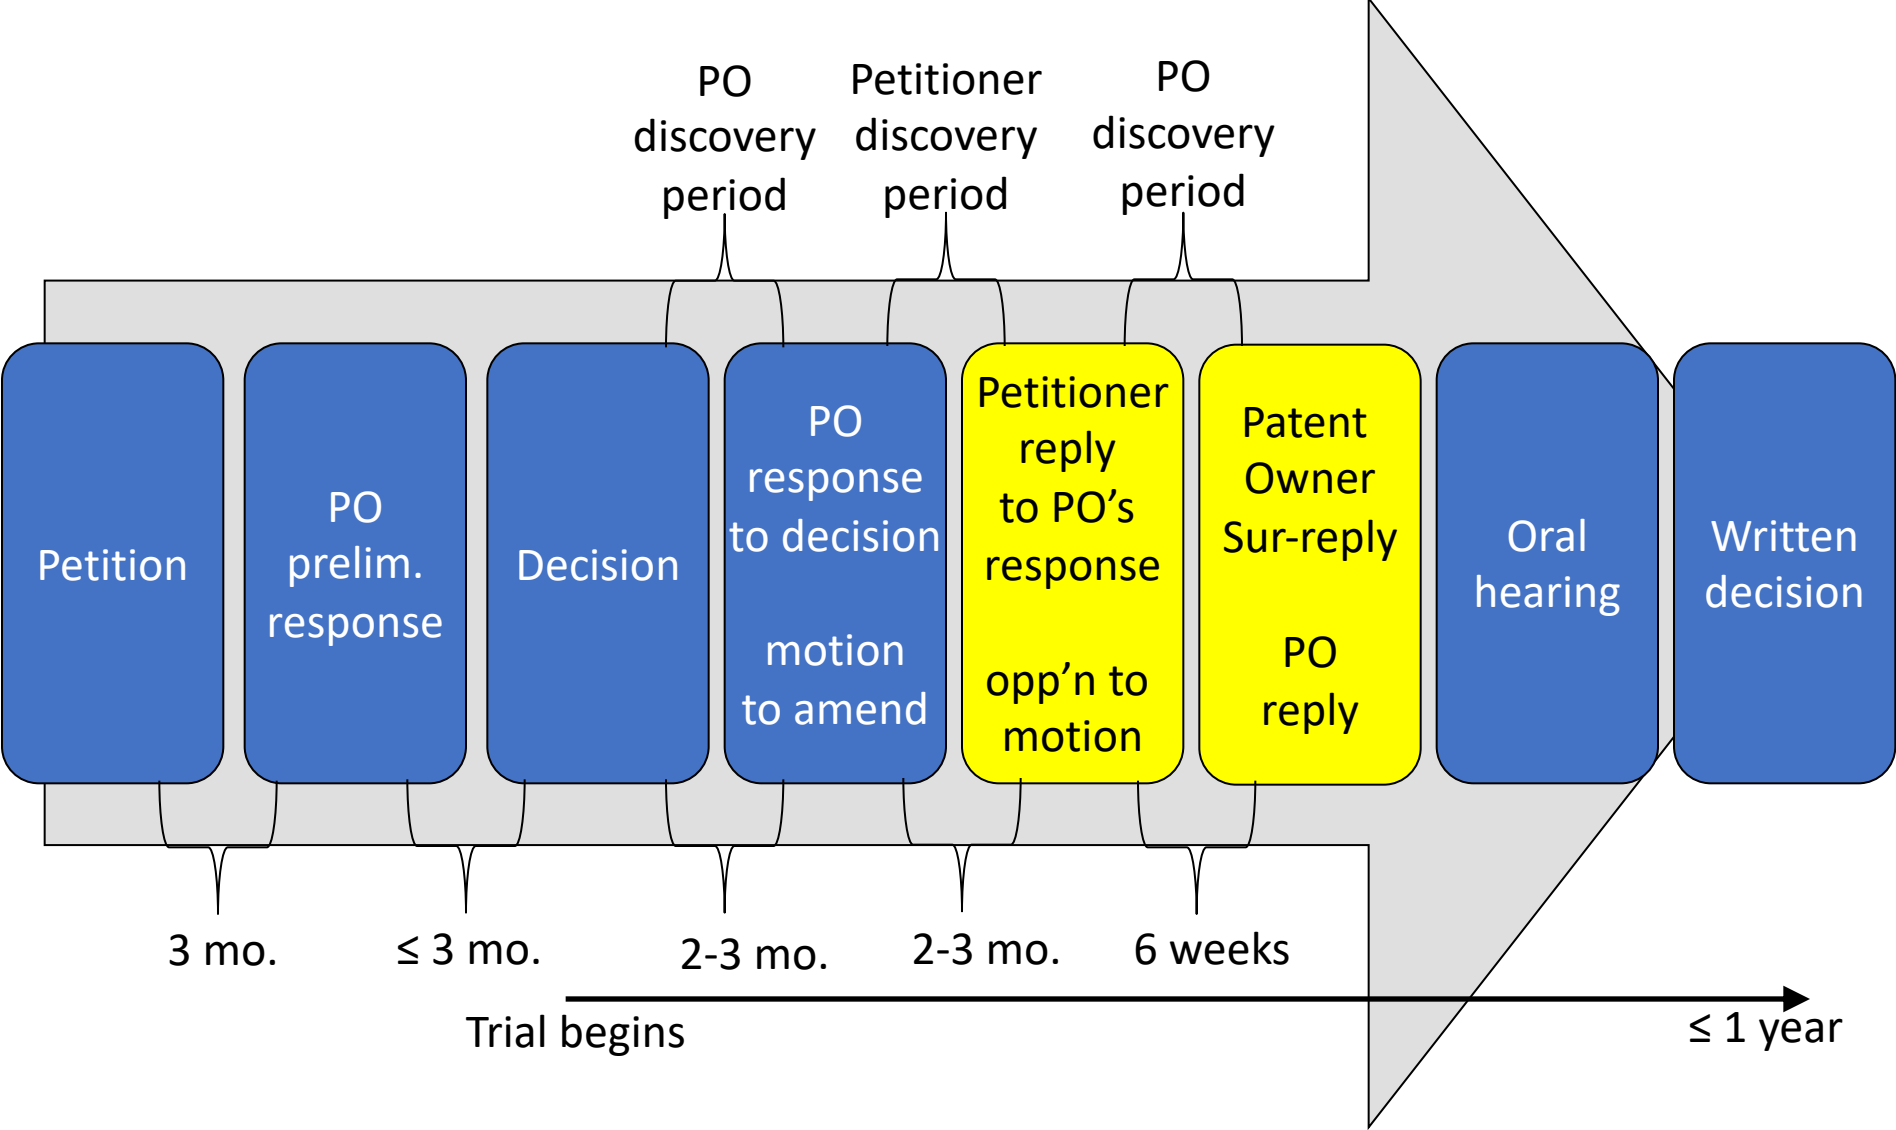 PO
discovery
period
Petitioner
discovery
period
PO
discovery
period
Petition
PO
prelim.
response
Decision
PO
response
to decision
motion
to amend
Petitioner
reply
to PO’s
response
opp’n to
motion
Patent
Owner
Sur-reply
PO
reply
Oral
hearing
Written
decision
3 mo.
≤ 3 mo.
2-3 mo.
2-3 mo.
6 weeks
Trial begins
≤ 1 year